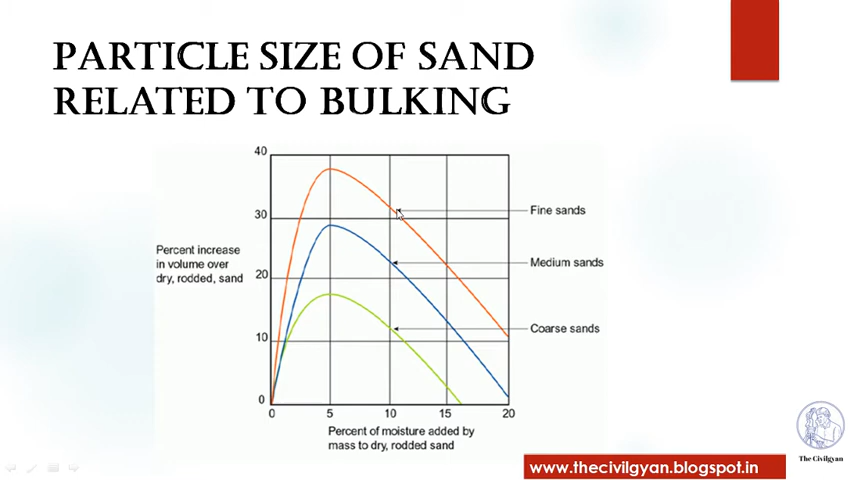 PARTICLE SIZE OF SAND
RELATED TO BULKING
40
30
20
10
0
Percent increase
in volume over
dry, rodded, sand
Fine sands
Medium sands
Coarse sands
0 5 10 15 20
Percent of moisture added by
mass to dry, rodded sand
The Civilgyan
www.thecivilgyan.blogspot.in